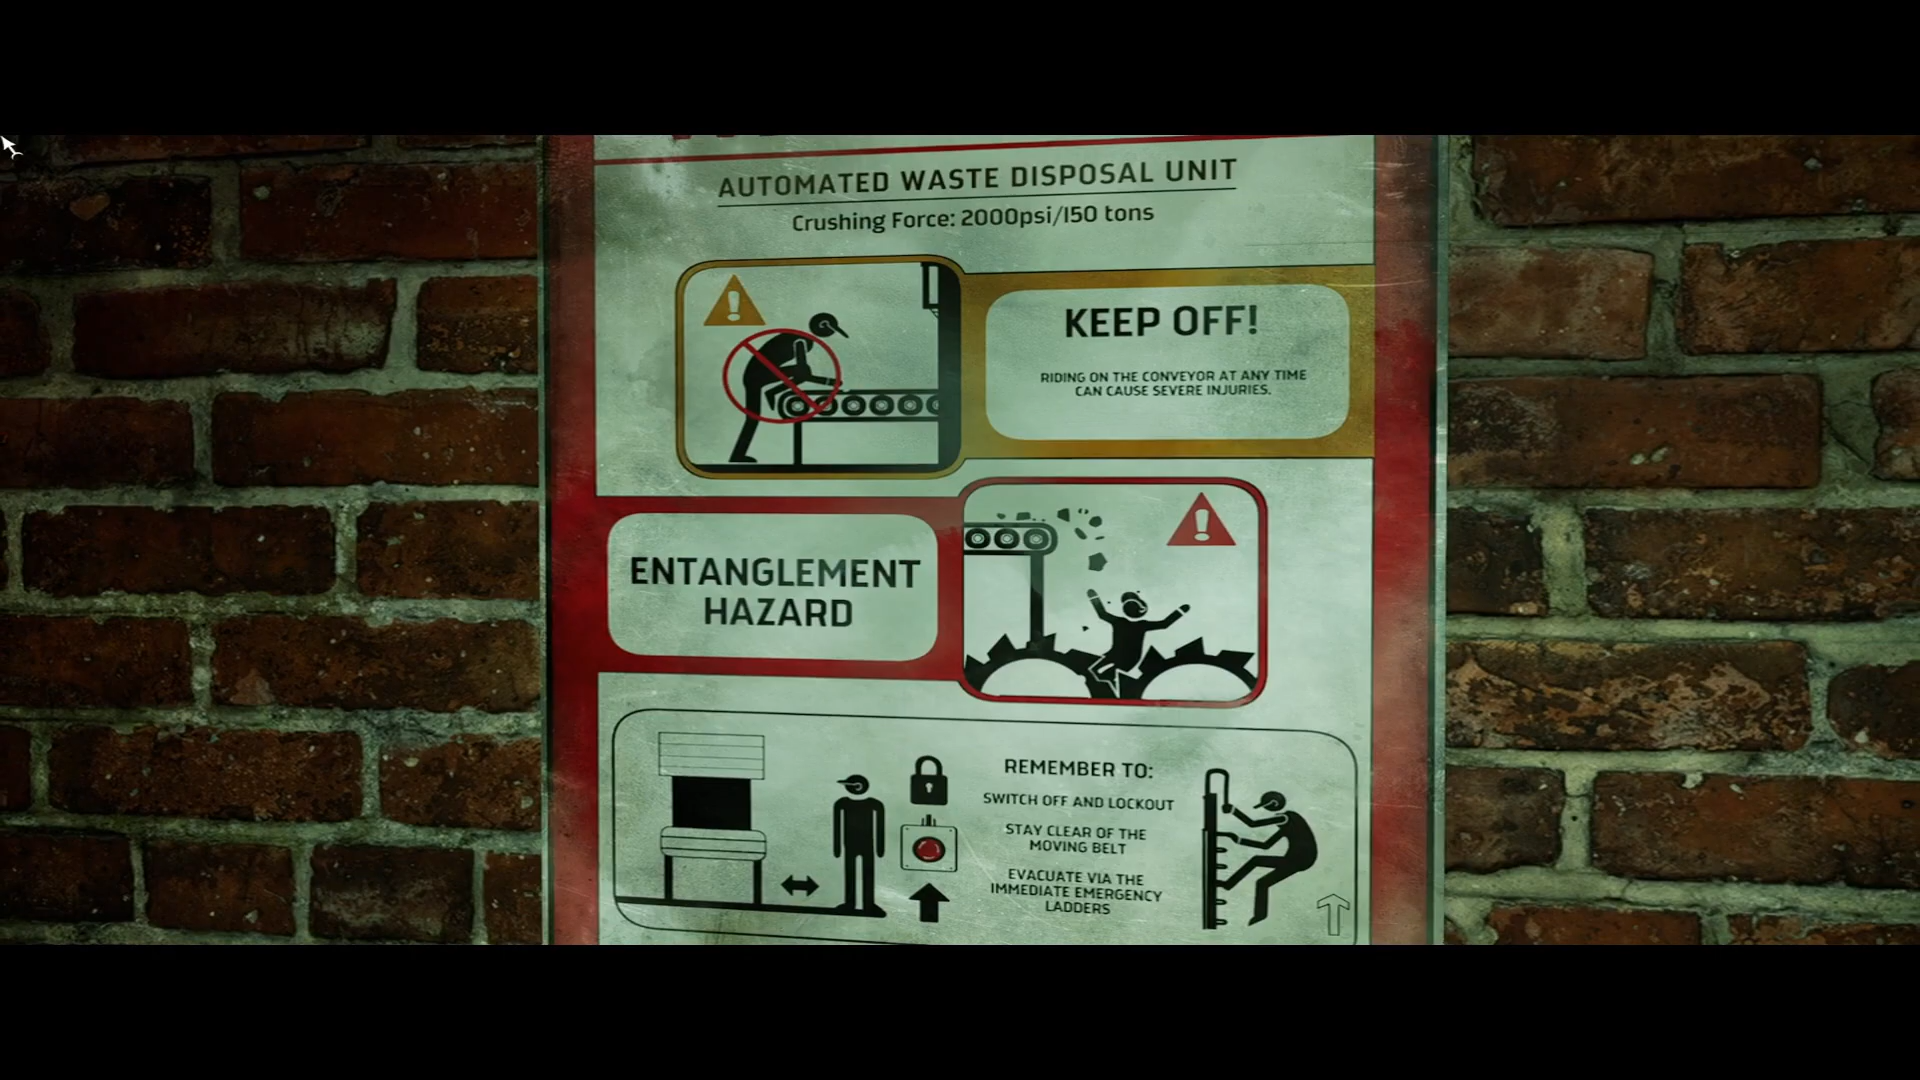 AUTOMATED WASTE DISPOSAL UNIT
Crushing Force: 2000psi/150 tons
KEEP OFF!
RIDING ON THE CONVEYOR AT ANY TIME
CAN CAUSE SEVERE INJURIES.
ENTANGLEMENT
HAZARD
REMEMBER TO:
SWITCH OFF AND LOCKOUT
STAY CLEAR OF THE
MOVING BELT
EVACUATE VIA THE
IMMEDIATE EMERGENCY
LADDERS